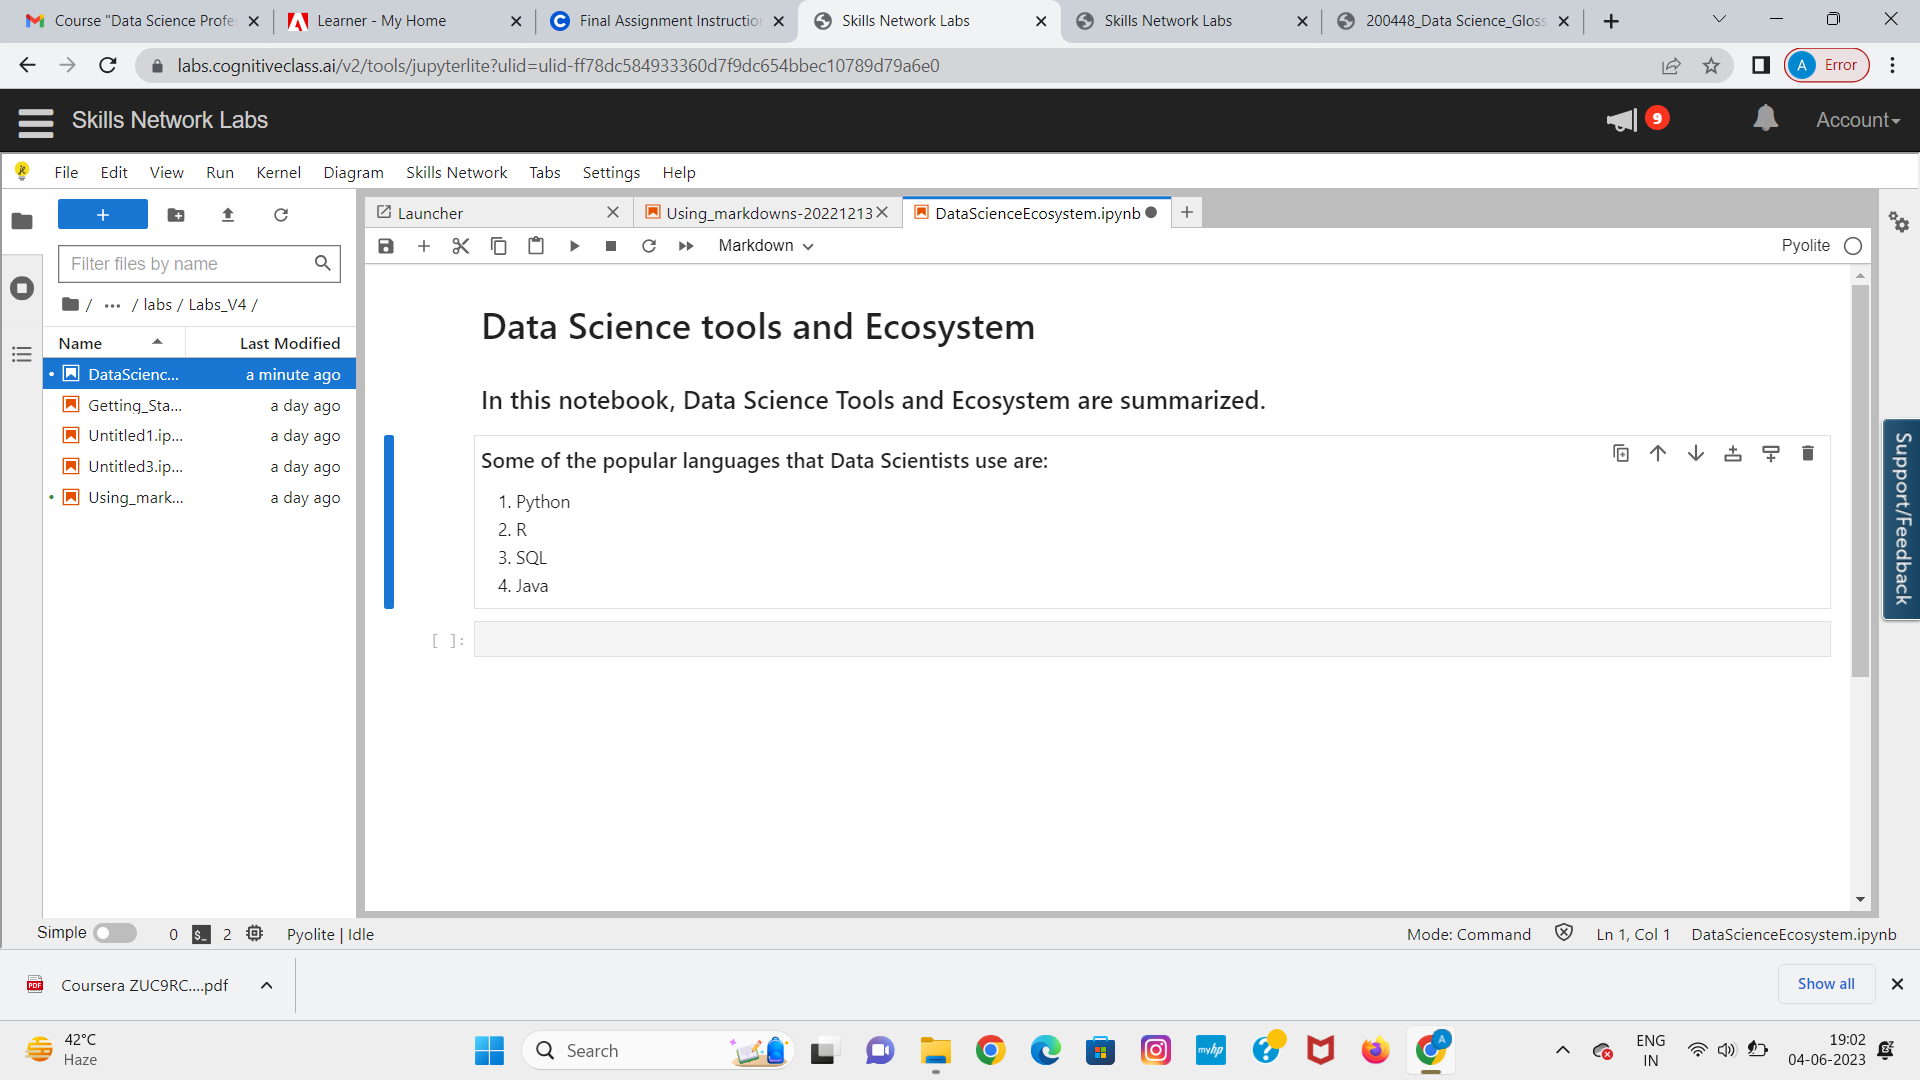 Course "Data Science Profe
Learner - My Home
Final Assignment Instructio
Skills Network Labs
Skills Network Labs
200448_Data Science_Gloss
labs.cognitiveclass.ai/v2/tools/jupyterlite?ulid=ulid-ff78dc584933360d7f9dc654bbec10789d79a6e0
A Error
Skills Network Labs
9
Account
File Edit View Run Kernel Diagram Skills Network Tabs Settings Help
Launcher
Using_markdowns-20221213
DataScienceEcosystem.ipynb
Markdown
Pyolite
Filter files by name
/ ... / labs / Labs_V4 /
Name Last Modified
DataScienc... a minute ago
Getting_Sta... a day ago
Untitled1.ip... a day ago
Untitled3.ip... a day ago
Using_mark... a day ago
Data Science tools and Ecosystem
In this notebook, Data Science Tools and Ecosystem are summarized.
Some of the popular languages that Data Scientists use are:
1. Python
2. R
3. SQL
4. Java
[ ]:
Support/Feedback
Simple 0 $_ 2 Pyolite | Idle
Mode: Command Ln 1, Col 1 DataScienceEcosystem.ipynb
PDF Coursera ZUC9RC....pdf
Show all
42°C
Haze
Search
myhp
A
ENG
IN
19:02
04-06-2023